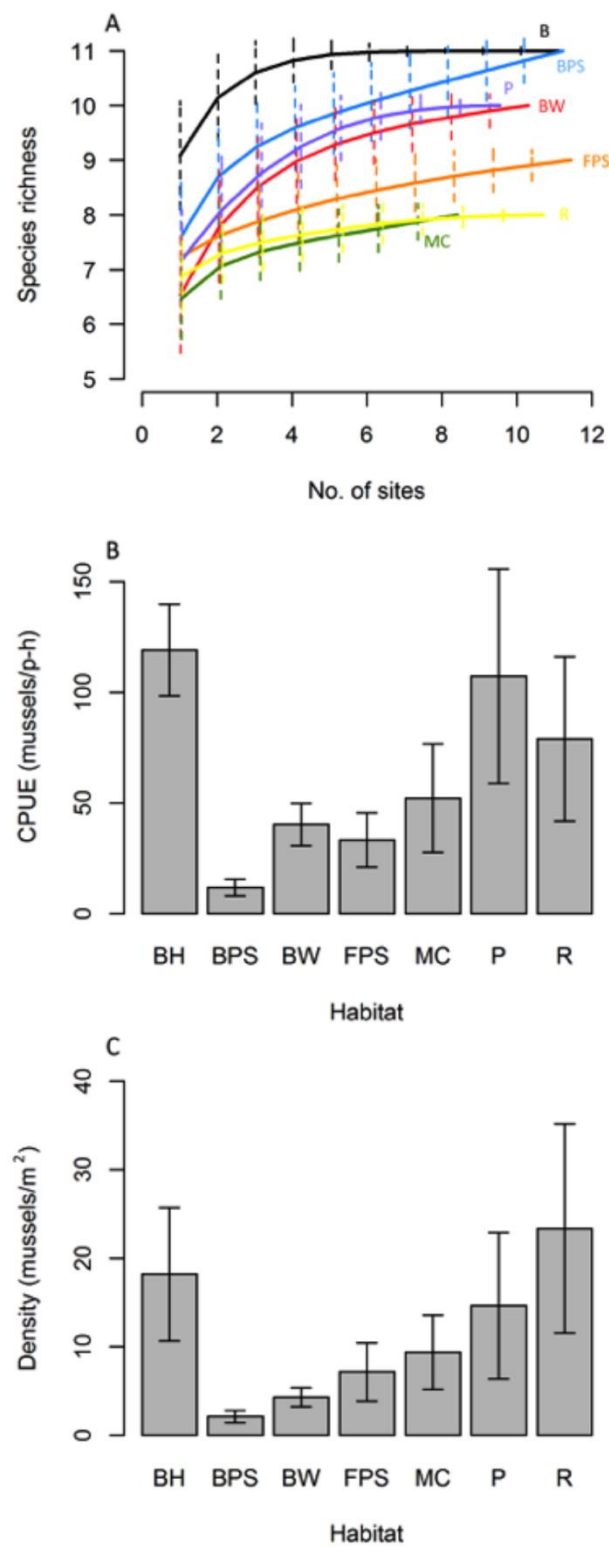 A
Species richness
11
10
9
8
7
6
5
B
BPS
P
BW
FPS
R
MC
0 2 4 6 8 10 12
No. of sites
B
CPUE (mussels/p-h)
150
100
50
0
BH BPS BW FPS MC P R
Habitat
C
Density (mussels/m²)
40
30
20
10
0
BH BPS BW FPS MC P R
Habitat